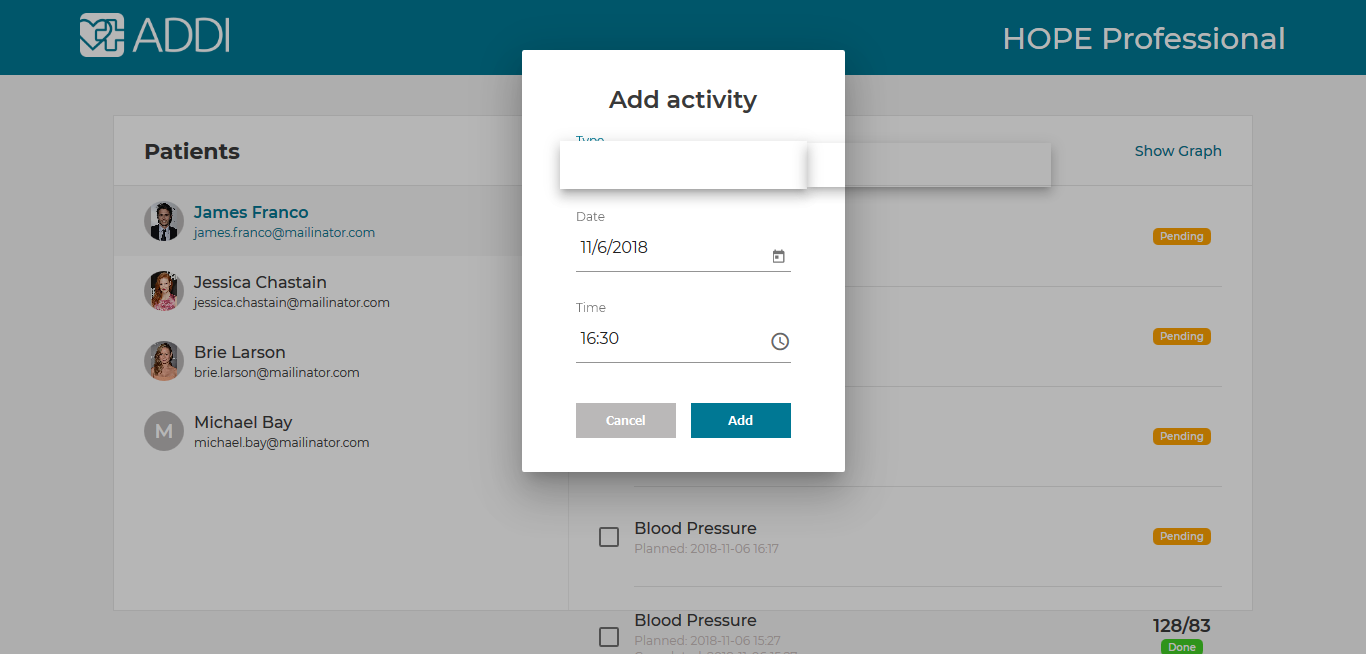 ADDI
HOPE Professional
Add activity
Type
Patients
Show Graph
James Franco
james.franco@mailinator.com
Jessica Chastain
jessica.chastain@mailinator.com
Brie Larson
brie.larson@mailinator.com
M
Michael Bay
michael.bay@mailinator.com
Date
11/6/2018
Time
16:30
Cancel
Add
Pending
Pending
Pending
Blood Pressure
Planned: 2018-11-06 16:17
Pending
Blood Pressure
Planned: 2018-11-06 15:27
128/83
Done